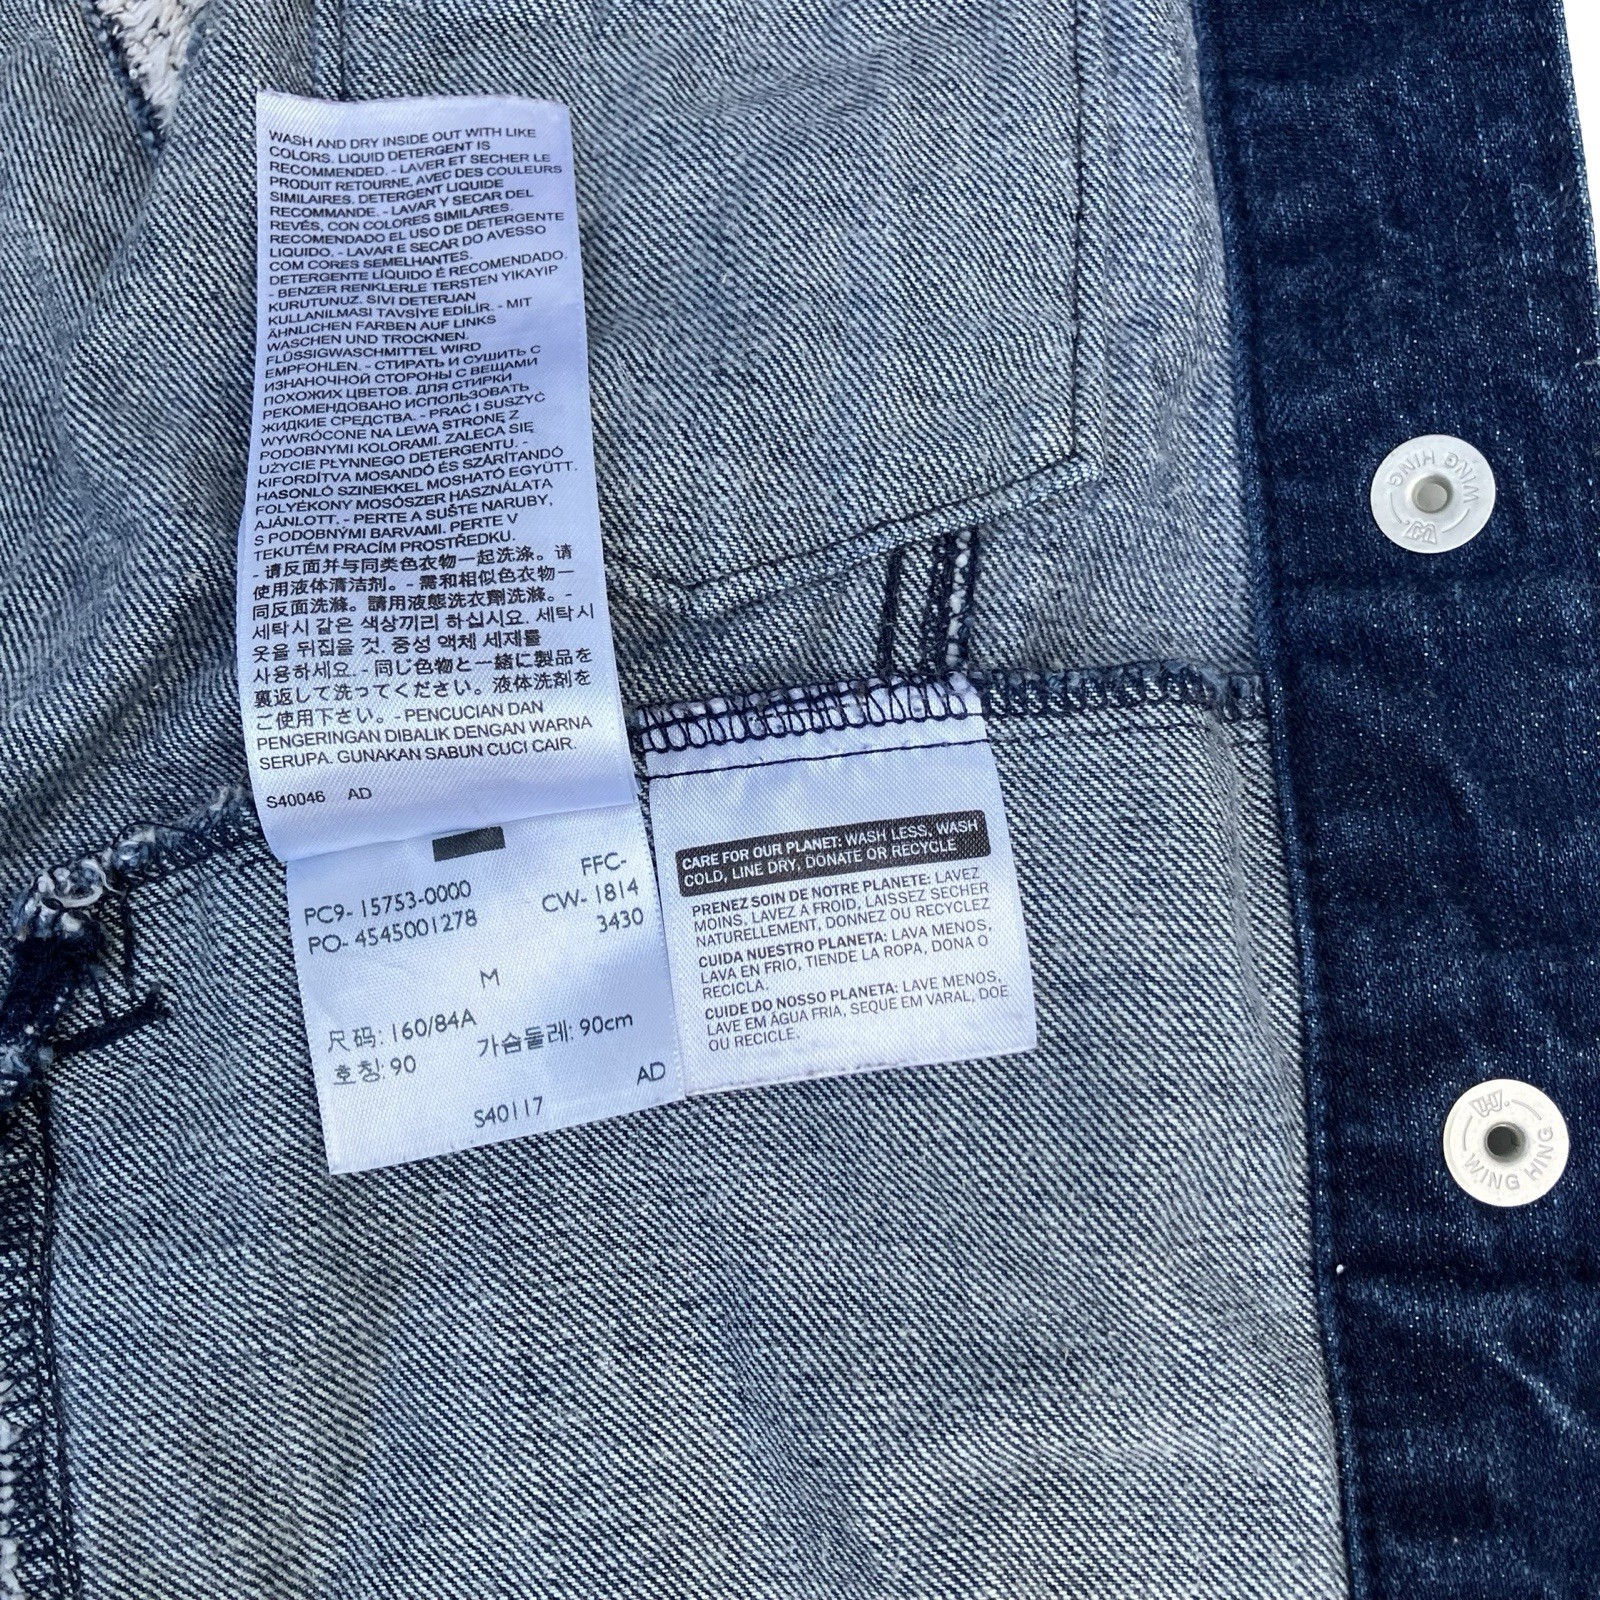 WASH AND DRY INSIDE OUT WITH LIKE
COLORS. LIQUID DETERGENT IS
RECOMMENDED. - LAVER ET SECHER LE
PRODUIT RETOURNE, AVEC DES COULEURS
SIMILAIRES. DETERGENT LIQUIDE
RECOMMANDE. - LAVAR Y SECAR DEL
REVÉS, CON COLORES SIMILARES.
RECOMENDADO EL USO DE DETERGENTE
LIQUIDO. - LAVAR E SECAR DO AVESSO
COM CORES SEMELHANTES.
DETERGENTE LÍQUIDO É RECOMENDADO.
- BENZER RENKLERLE TERSTEN YIKAYIP
KURUTUNUZ. SIVI DETERJAN
KULLANILMASI TAVSİYE EDİLİR. - MIT
ÄHNLICHEN FARBEN AUF LINKS
WASCHEN UND TROCKNEN.
FLÜSSIGWASCHMITTEL WIRD
EMPFOHLEN. - СТИРАТЬ И СУШИТЬ С
ИЗНАНОЧНОЙ СТОРОНЫ С ВЕЩАМИ
ПОХОЖИХ ЦВЕТОВ. ДЛЯ СТИРКИ
РЕКОМЕНДОВАНО ИСПОЛЬЗОВАТЬ
ЖИДКИЕ СРЕДСТВА. - PRAĆ I SUSZYĆ
WYWRÓCONE NA LEWĄ STRONĘ Z
PODOBNYMI KOLORAMI. ZALECA SIĘ
UŻYCIE PŁYNNEGO DETERGENTU. -
KIFORDÍTVA MOSANDÓ ÉS SZÁRÍTANDÓ
HASONLÓ SZINEKKEL MOSHATÓ EGYÜTT.
FOLYÉKONY MOSÓSZER HASZNÁLATA
AJÁNLOTT. - PERTE A SUŠTE NARUBY,
S PODOBNÝMI BARVAMI. PERTE V
TEKUTÉM PRACÍM PROSTŘEDKU.
- 请反面并与同类色衣物一起洗涤。请
使用液体清洁剂。- 需和相似色衣物一
同反面洗滌。請用液態洗衣劑洗滌。-
세탁시 같은 색상끼리 하십시요. 세탁시
옷을 뒤집을 것. 중성 액체 세제를
사용하세요. - 同じ色物と一緒に製品を
裏返して洗ってください。液体洗剤を
ご使用下さい。- PENCUCIAN DAN
PENGERINGAN DIBALIK DENGAN WARNA
SERUPA. GUNAKAN SABUN CUCI CAIR.
S40046 AD
FFC-
PC9- 15753-0000 CW- 1814
PO- 4545001278 3430
M
尺码: 160/84A 가슴둘레: 90cm
호칭: 90
AD
S40117
CARE FOR OUR PLANET: WASH LESS, WASH
COLD, LINE DRY, DONATE OR RECYCLE
PRENEZ SOIN DE NOTRE PLANETE: LAVEZ
MOINS, LAVEZ A FROID, LAISSEZ SECHER
NATURELLEMENT, DONNEZ OU RECYCLEZ
CUIDA NUESTRO PLANETA: LAVA MENOS,
LAVA EN FRIO, TIENDE LA ROPA, DONA O
RECICLA.
CUIDE DO NOSSO PLANETA: LAVE MENOS,
LAVE EM ÁGUA FRIA, SEQUE EM VARAL, DOE
OU RECICLE.
WING HING
W
W.
WING HING